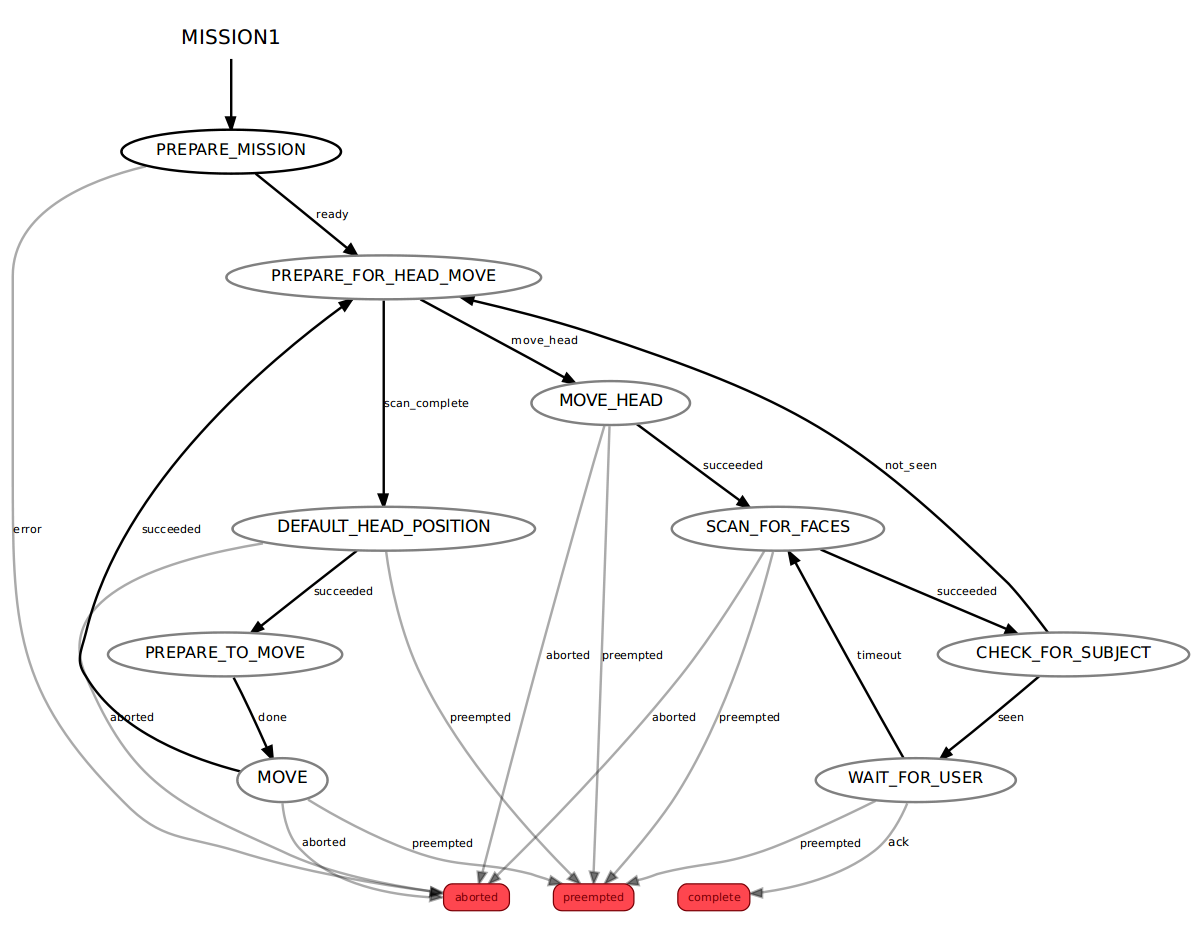 MISSION1
PREPARE_MISSION
ready
PREPARE_FOR_HEAD_MOVE
move_head
MOVE_HEAD
scan_complete
succeeded
not_seen
error
succeeded
DEFAULT_HEAD_POSITION
SCAN_FOR_FACES
succeeded
succeeded
PREPARE_TO_MOVE
aborted
preempted
timeout
CHECK_FOR_SUBJECT
aborted
done
preempted
aborted
preempted
seen
MOVE
WAIT_FOR_USER
aborted
preempted
preempted
ack
aborted
preempted
complete